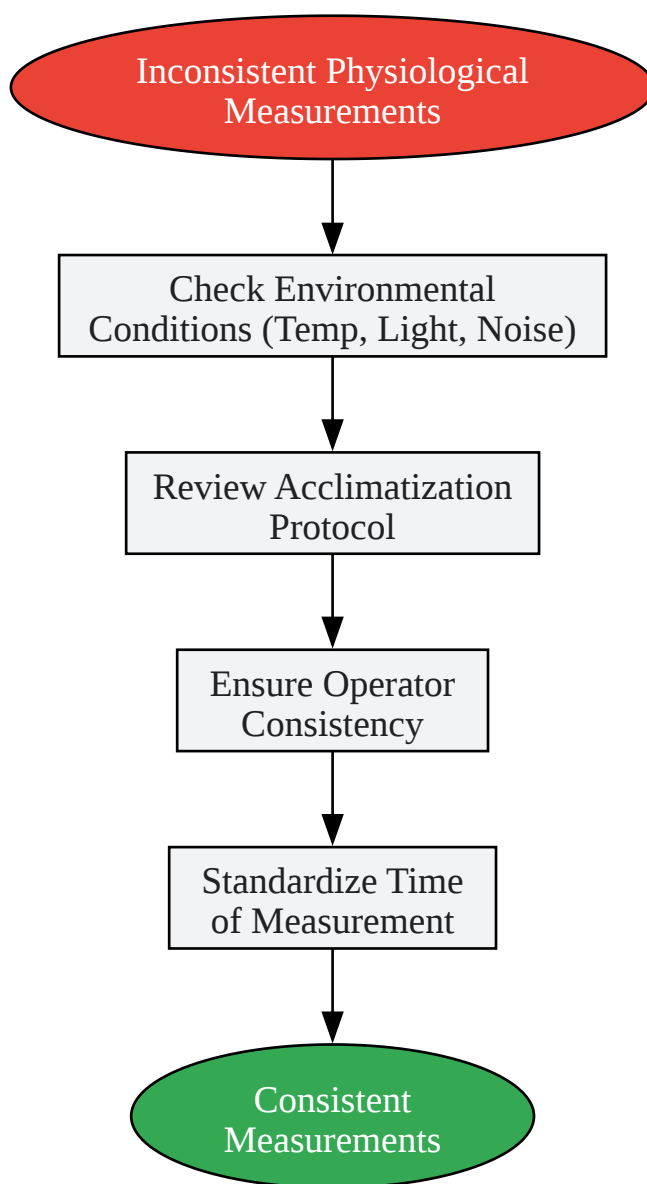 Inconsistent Physiological
Measurements
Check Environmental
Conditions (Temp, Light, Noise)
Review Acclimatization
Protocol
Ensure Operator
Consistency
Standardize Time
of Measurement
Consistent
Measurements